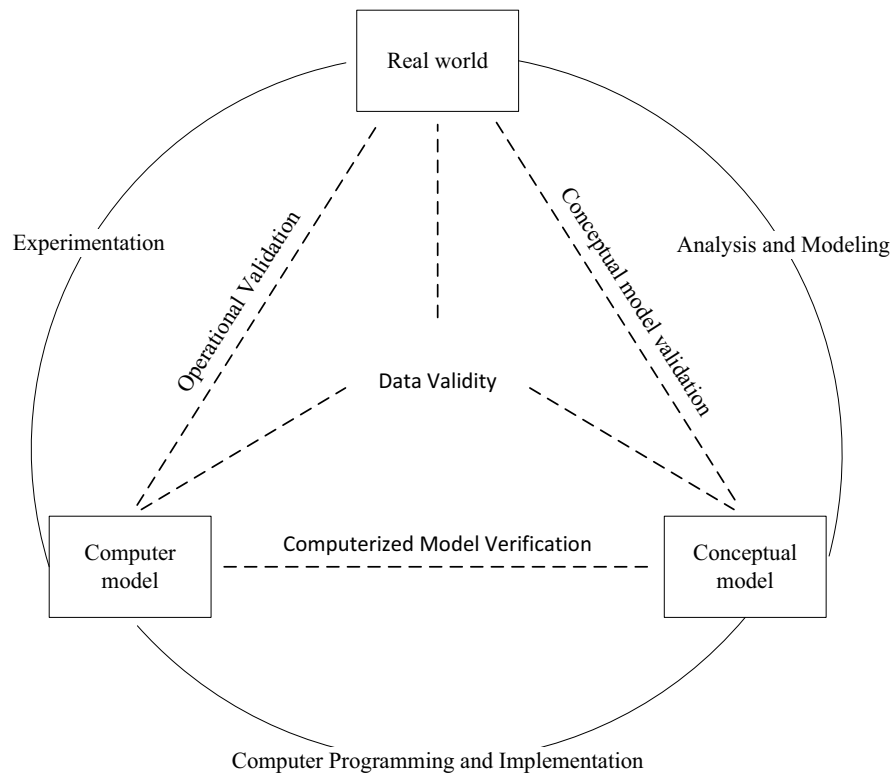 Real world
Experimentation
Analysis and Modeling
Operational Validation
Conceptual model validation
Data Validity
Computer
model
Computerized Model Verification
Conceptual
model
Computer Programming and Implementation